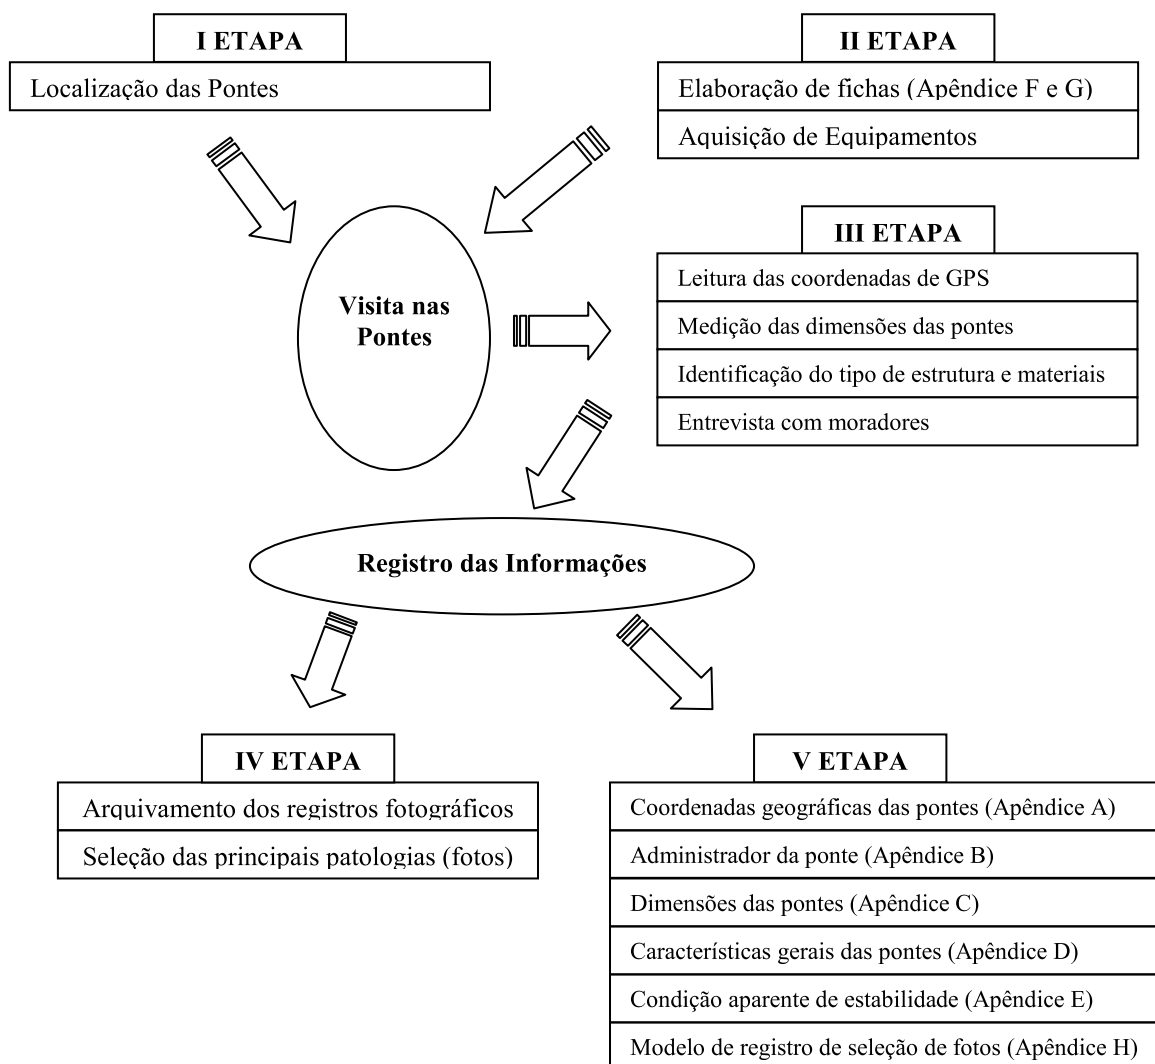 I ETAPA
Localização das Pontes
II ETAPA
Elaboração de fichas (Apêndice F e G)
Aquisição de Equipamentos
Visita nas
Pontes
III ETAPA
Leitura das coordenadas de GPS
Medição das dimensões das pontes
Identificação do tipo de estrutura e materiais
Entrevista com moradores
Registro das Informações
IV ETAPA
Arquivamento dos registros fotográficos
Seleção das principais patologias (fotos)
V ETAPA
Coordenadas geográficas das pontes (Apêndice A)
Administrador da ponte (Apêndice B)
Dimensões das pontes (Apêndice C)
Características gerais das pontes (Apêndice D)
Condição aparente de estabilidade (Apêndice E)
Modelo de registro de seleção de fotos (Apêndice H)